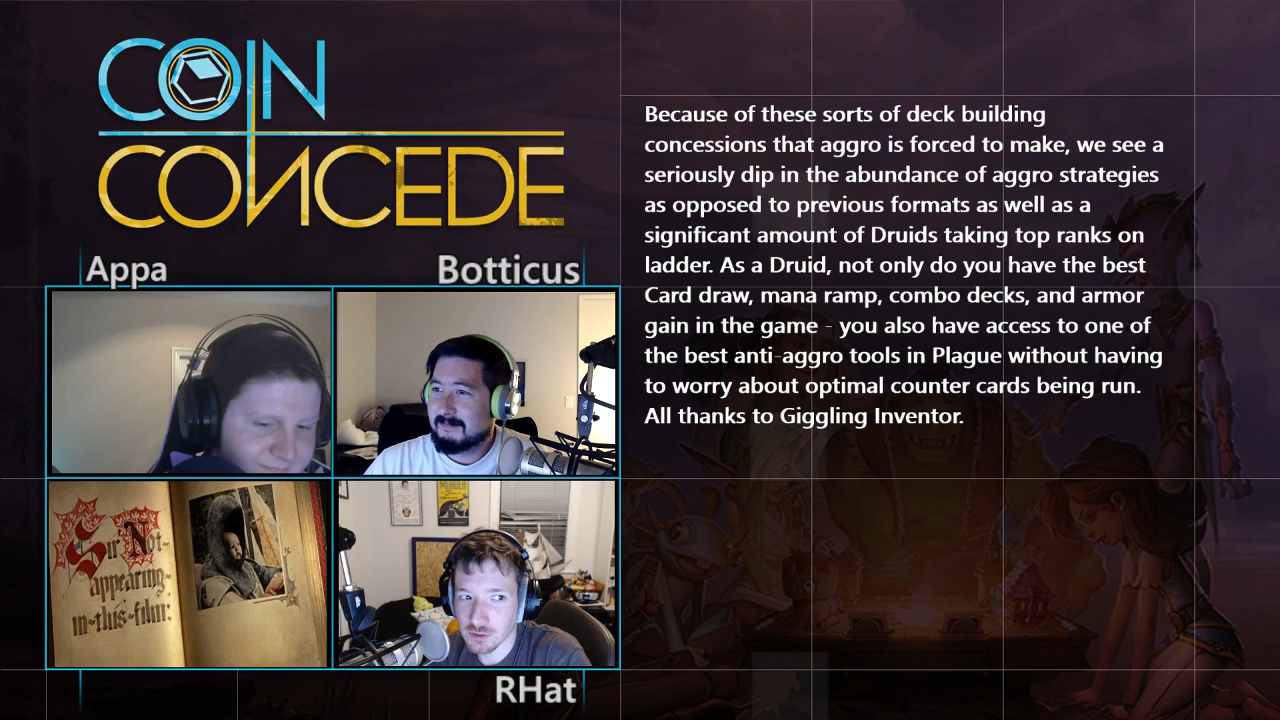 COIN
CONCEDE
Appa
Botticus
Sir Not-
appearing-
in-this-film:
RHat
Because of these sorts of deck building
concessions that aggro is forced to make, we see a
seriously dip in the abundance of aggro strategies
as opposed to previous formats as well as a
significant amount of Druids taking top ranks on
ladder. As a Druid, not only do you have the best
Card draw, mana ramp, combo decks, and armor
gain in the game - you also have access to one of
the best anti-aggro tools in Plague without having
to worry about optimal counter cards being run.
All thanks to Giggling Inventor.